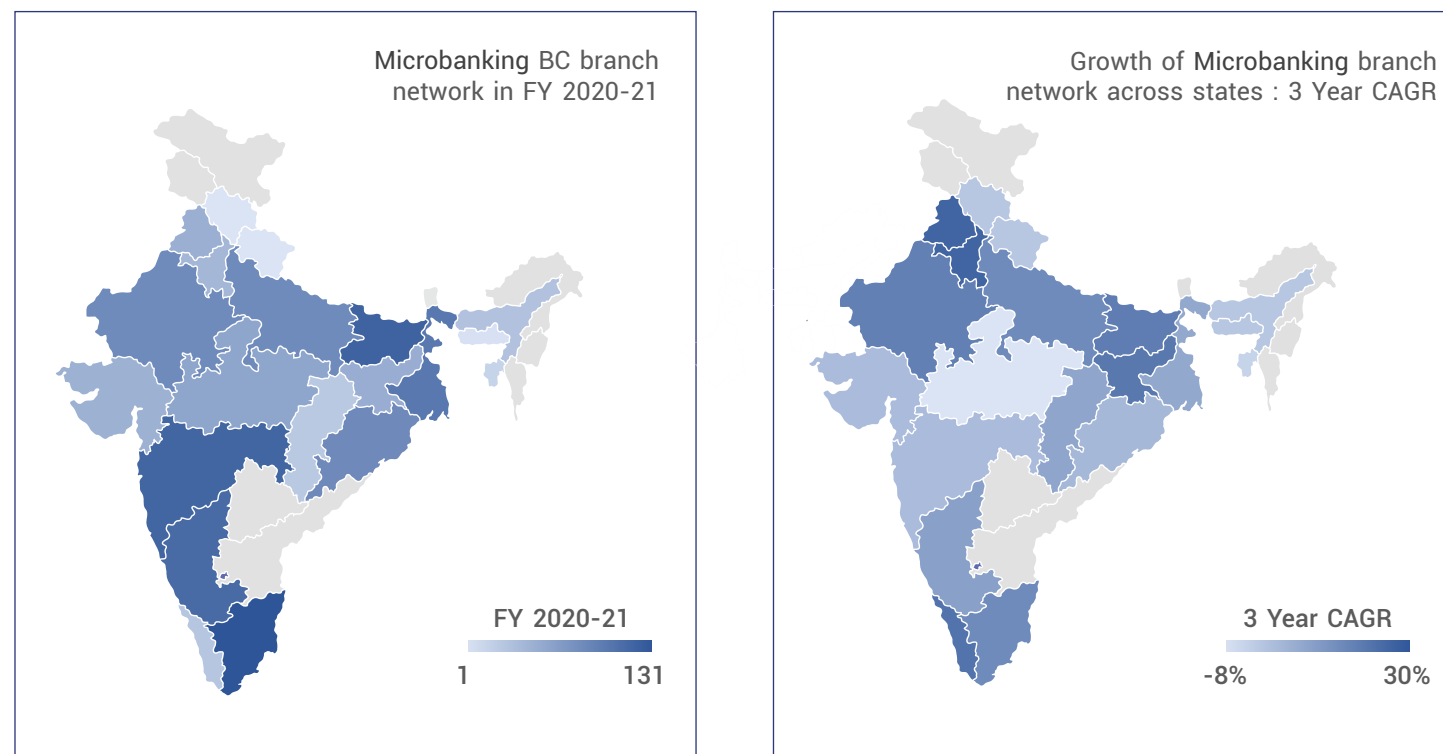 Microbanking BC branch
network in FY 2020-21
FY 2020-21
1
131
Growth of Microbanking branch
network across states : 3 Year CAGR
3 Year CAGR
-8%
30%